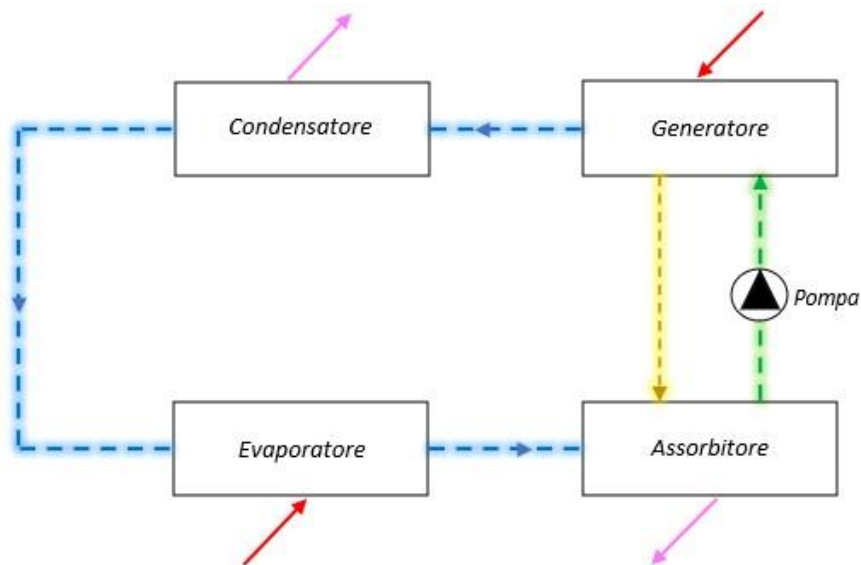 Condensatore
Generatore
Pompa
Evaporatore
Assorbitore